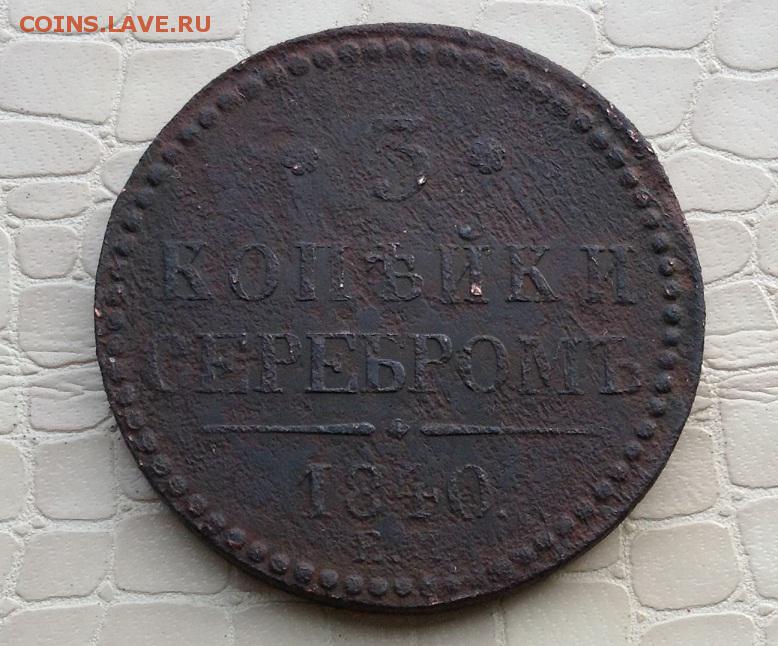 COINS.LAVE.RU
· 3 ·
КОПѢЙКИ
СЕРЕБРОМЪ
1840.
Е.М.